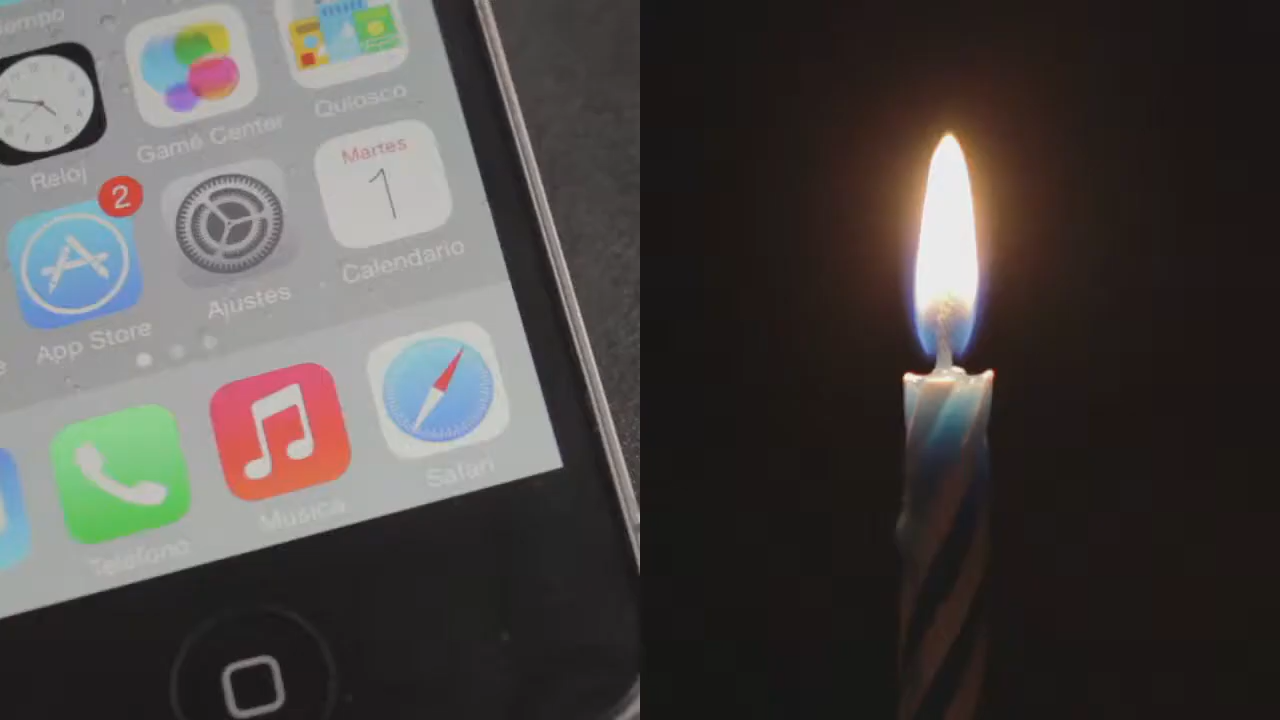 Tiempo
Quiosco
Game Center
Reloj
Martes
1
2
Calendario
Ajustes
App Store
Safari
Música
Teléfono